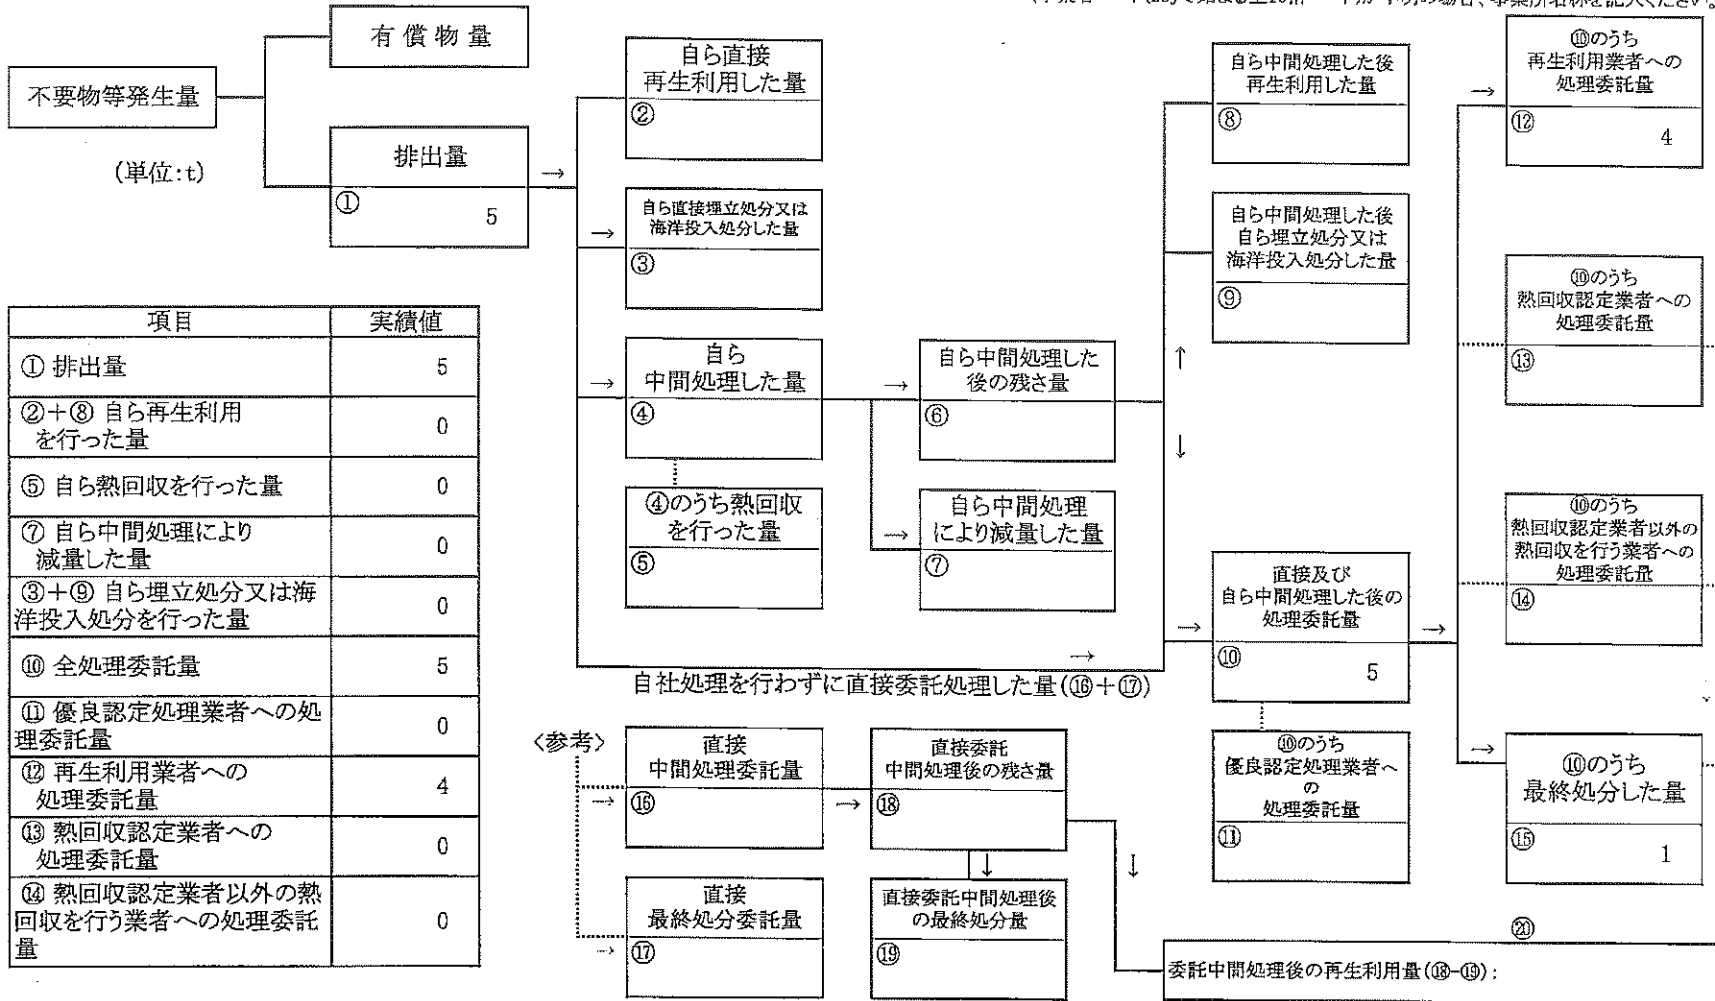 有償物量
不要物等発生量
(単位:t)
排出量
→
①
5
自ら直接
再生利用した量
②
自ら直接埋立処分又は
海洋投入処分した量
→
③
自ら
中間処理した量
→
④
④のうち熱回収
を行った量
⑤
自ら中間処理した
後の残さ量
→
⑥
自ら中間処理
により減量した量
→
⑦
自ら中間処理した後
再生利用した量
⑧
自ら中間処理した後
自ら埋立処分又は
海洋投入処分した量
⑨
↑
↓
直接及び
自ら中間処理した後の
処理委託量
→
⑩
5
→
→
自社処理を行わずに直接委託処理した量(⑯+⑰)
⑩のうち
優良認定処理業者へ
の
処理委託量
⑪
⑩のうち
再生利用業者への
処理委託量
→
⑫
4
⑩のうち
熱回収認定業者への
処理委託量
⑬
⑩のうち
熱回収認定業者以外の
熱回収を行う業者への
処理委託量
⑭
⑩のうち
最終処分した量
→
⑮
1
項目 実績値
① 排出量 5
②+⑧ 自ら再生利用
を行った量 0
⑤ 自ら熱回収を行った量 0
⑦ 自ら中間処理により
減量した量 0
③+⑨ 自ら埋立処分又は海
洋投入処分を行った量 0
⑩ 全処理委託量 5
⑪ 優良認定処理業者への処
理委託量 0
⑫ 再生利用業者への
処理委託量 4
⑬ 熱回収認定業者への
処理委託量 0
⑭ 熱回収認定業者以外の熱
回収を行う業者への処理委託
量 0
〈参考〉
直接
中間処理委託量
→
⑯
直接
最終処分委託量
→
⑰
直接委託
中間処理後の残さ量
→
⑱
↓
直接委託中間処理後
の最終処分量
⑲
↓
⑳
委託中間処理後の再生利用量(⑱-⑲):